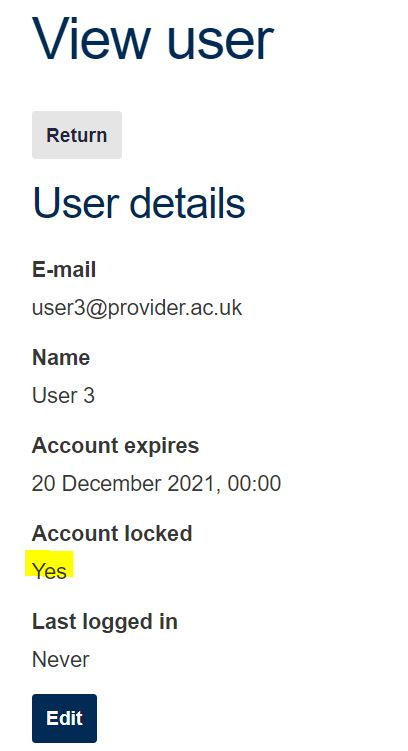 View user
Return
User details
E-mail
user3@provider.ac.uk
Name
User 3
Account expires
20 December 2021, 00:00
Account locked
Yes
Last logged in
Never
Edit